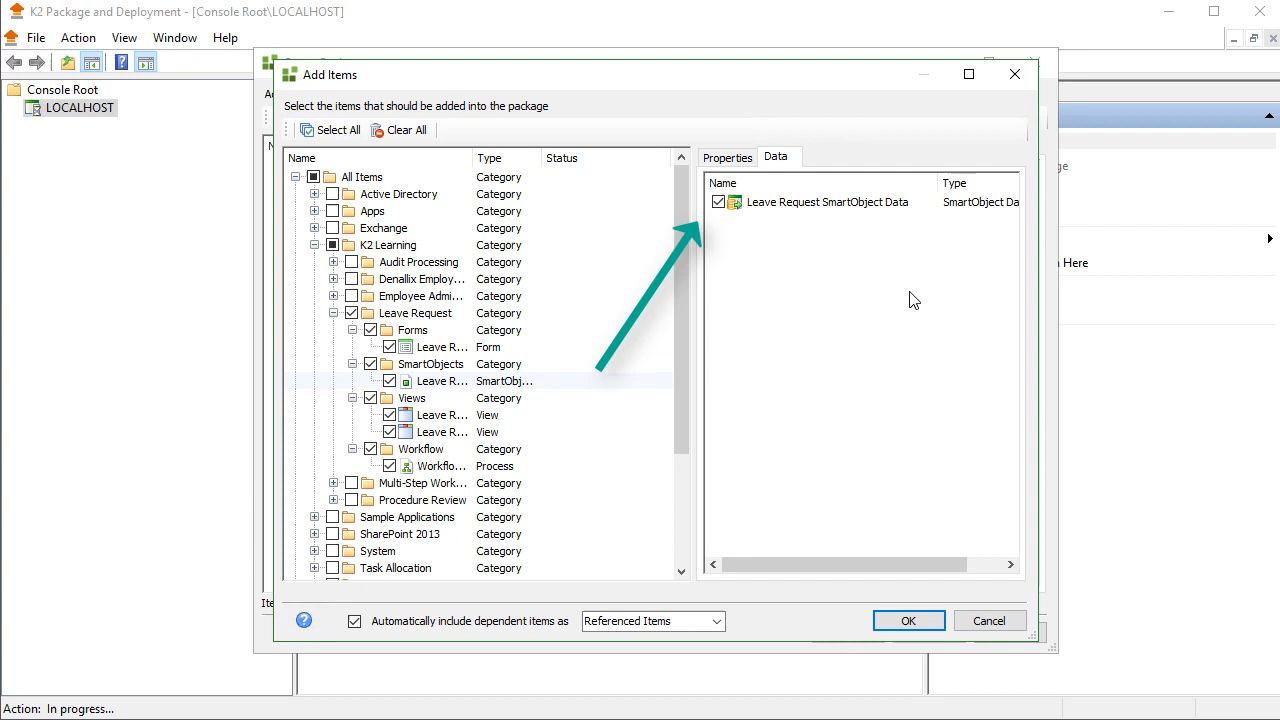 K2 Package and Deployment - [Console Root\LOCALHOST]
File Action View Window Help
Console Root
LOCALHOST
Add Items
Select the items that should be added into the package
Select All Clear All
Name Type Status
All Items Category
Active Directory Category
Apps Category
Exchange Category
K2 Learning Category
Audit Processing Category
Denallix Employ... Category
Employee Admi... Category
Leave Request Category
Forms Category
Leave R... Form
SmartObjects Category
Leave R... SmartObj...
Views Category
Leave R... View
Leave R... View
Workflow Category
Workflo... Process
Multi-Step Work... Category
Procedure Review Category
Sample Applications Category
SharePoint 2013 Category
System Category
Task Allocation Category
Properties Data
Name Type
Leave Request SmartObject Data SmartObject Da
Here
Automatically include dependent items as Referenced Items
OK Cancel
Action: In progress...